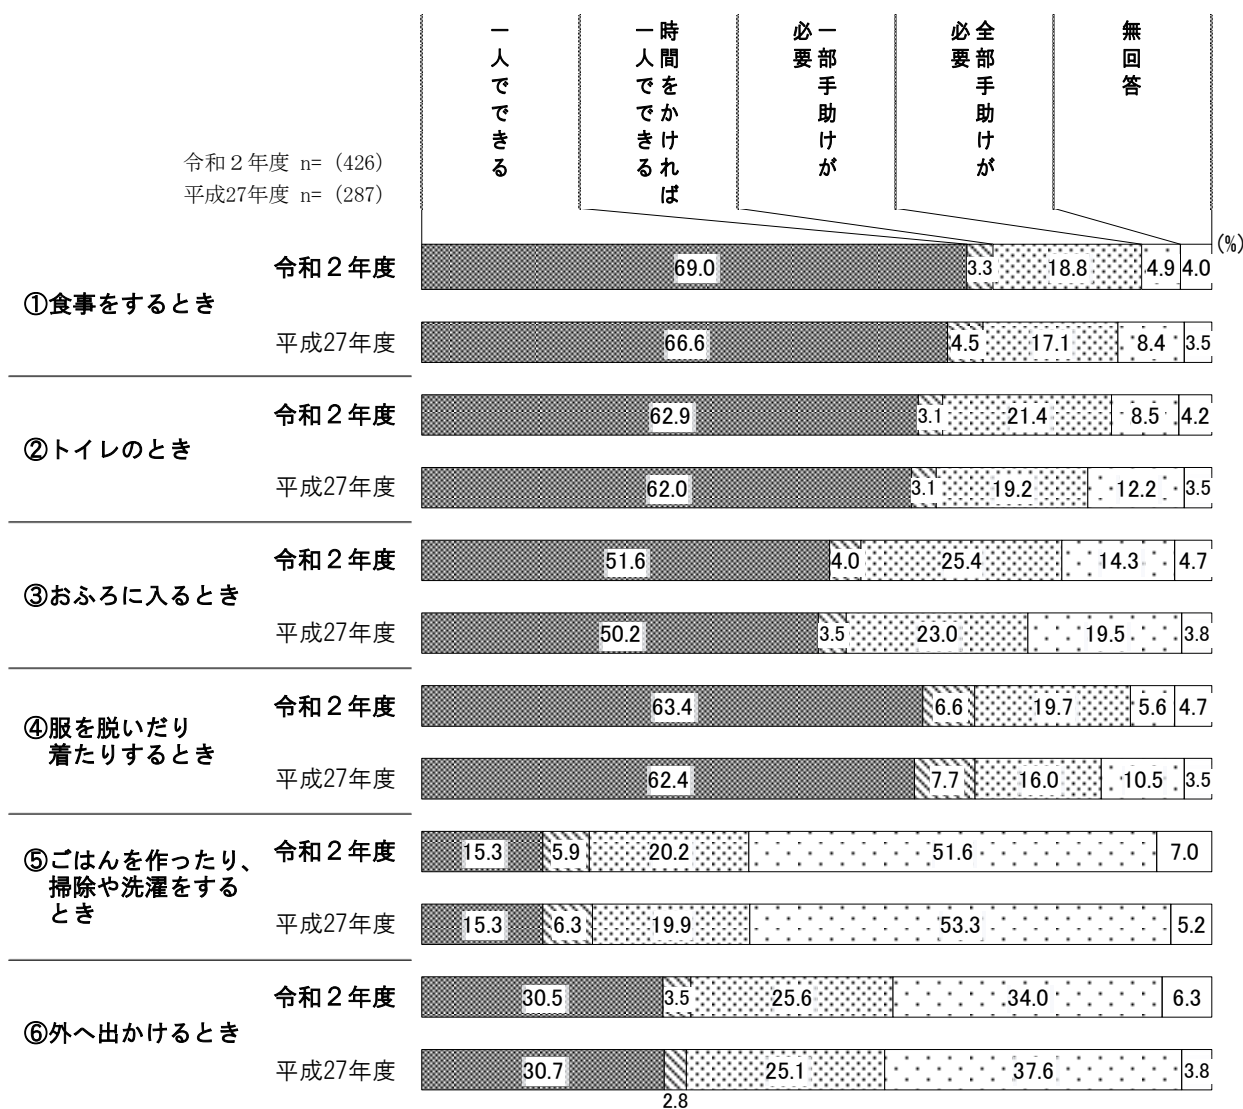 一人でできる
時間をかければ
一人でできる
一部手助けが
必要
全部手助けが
必要
無回答
令和２年度 n= (426)
平成27年度 n= (287)
(%)
①食事をするとき
令和２年度 69.0 3.3 18.8 4.9 4.0
平成27年度 66.6 4.5 17.1 8.4 3.5
②トイレのとき
令和２年度 62.9 3.1 21.4 8.5 4.2
平成27年度 62.0 3.1 19.2 12.2 3.5
③おふろに入るとき
令和２年度 51.6 4.0 25.4 14.3 4.7
平成27年度 50.2 3.5 23.0 19.5 3.8
④服を脱いだり
着たりするとき
令和２年度 63.4 6.6 19.7 5.6 4.7
平成27年度 62.4 7.7 16.0 10.5 3.5
⑤ごはんを作ったり、
掃除や洗濯をする
とき
令和２年度 15.3 5.9 20.2 51.6 7.0
平成27年度 15.3 6.3 19.9 53.3 5.2
⑥外へ出かけるとき
令和２年度 30.5 3.5 25.6 34.0 6.3
平成27年度 30.7 2.8 25.1 37.6 3.8